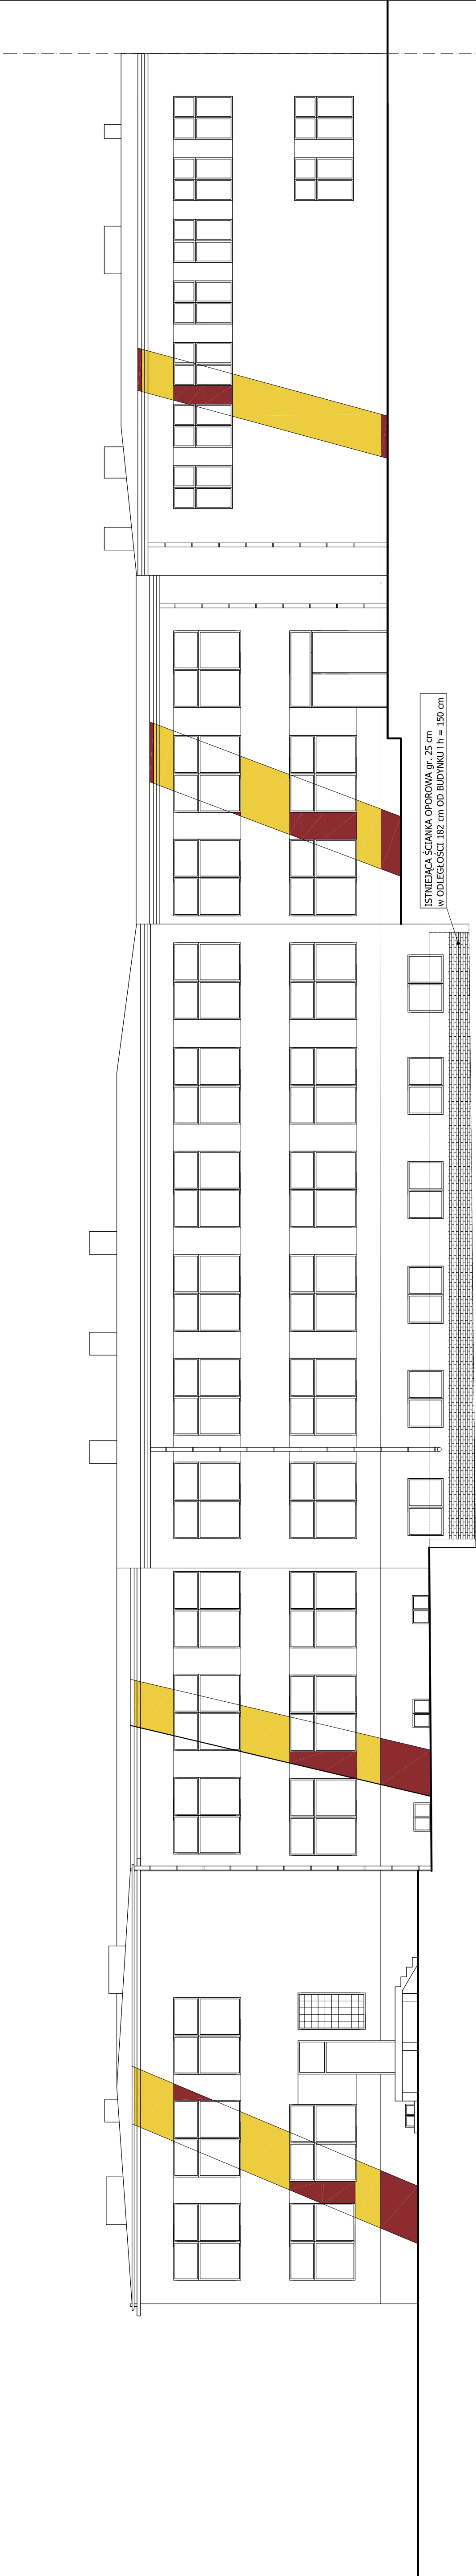 ISTNIEJĄCA ŚCIANKA OPOROWA gr. 25 cm
w ODLEGŁOŚCI 182 cm OD BUDYNKU i h = 150 cm